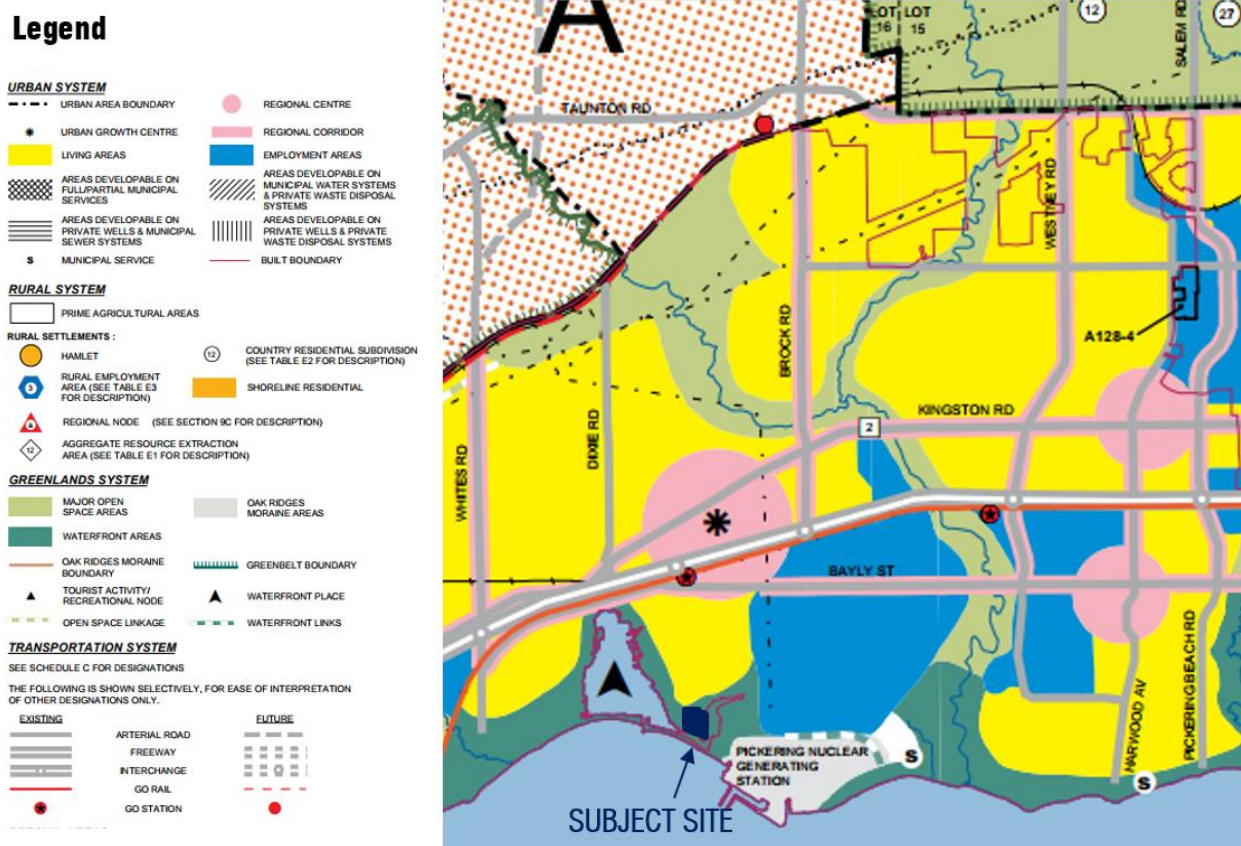 Legend
URBAN SYSTEM
URBAN AREA BOUNDARY
REGIONAL CENTRE
URBAN GROWTH CENTRE
REGIONAL CORRIDOR
LIVING AREAS
EMPLOYMENT AREAS
AREAS DEVELOPABLE ON
FULL/PARTIAL MUNICIPAL
SERVICES
AREAS DEVELOPABLE ON
MUNICIPAL WATER SYSTEMS
& PRIVATE WASTE DISPOSAL
SYSTEMS
AREAS DEVELOPABLE ON
PRIVATE WELLS & MUNICIPAL
SEWER SYSTEMS
AREAS DEVELOPABLE ON
PRIVATE WELLS & PRIVATE
WASTE DISPOSAL SYSTEMS
S MUNICIPAL SERVICE
BUILT BOUNDARY
RURAL SYSTEM
PRIME AGRICULTURAL AREAS
RURAL SETTLEMENTS :
HAMLET
12 COUNTRY RESIDENTIAL SUBDIVISION
(SEE TABLE E2 FOR DESCRIPTION)
3 RURAL EMPLOYMENT
AREA (SEE TABLE E3
FOR DESCRIPTION)
SHORELINE RESIDENTIAL
REGIONAL NODE (SEE SECTION 9C FOR DESCRIPTION)
12 AGGREGATE RESOURCE EXTRACTION
AREA (SEE TABLE E1 FOR DESCRIPTION)
GREENLANDS SYSTEM
MAJOR OPEN
SPACE AREAS
OAK RIDGES
MORAINE AREAS
WATERFRONT AREAS
OAK RIDGES MORAINE
BOUNDARY
GREENBELT BOUNDARY
TOURIST ACTIVITY/
RECREATIONAL NODE
WATERFRONT PLACE
OPEN SPACE LINKAGE
WATERFRONT LINKS
TRANSPORTATION SYSTEM
SEE SCHEDULE C FOR DESIGNATIONS
THE FOLLOWING IS SHOWN SELECTIVELY, FOR EASE OF INTERPRETATION
OF OTHER DESIGNATIONS ONLY.
EXISTING
FUTURE
ARTERIAL ROAD
FREEWAY
INTERCHANGE
GO RAIL
GO STATION
A
LOT LOT
16 15
12
SALEM RD
27
TAUNTON RD
WESTNEY RD
BROCK RD
A128-4
KINGSTON RD
2
DIXIE RD
WHITES RD
BAYLY ST
HARWOOD AV
PICKERING BEACH RD
PICKERING NUCLEAR
GENERATING
STATION
S
S
SUBJECT SITE